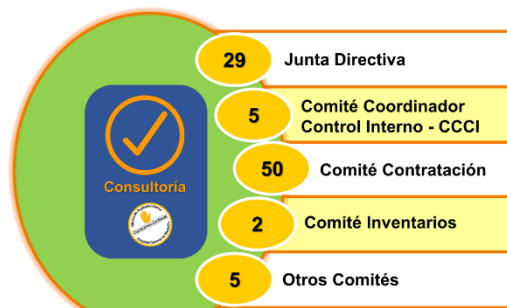 29
Junta Directiva
5
Comité Coordinador
Control Interno - CCCI
50
Comité Contratación
Consultoría
2
Comité Inventarios
5
Otros Comités